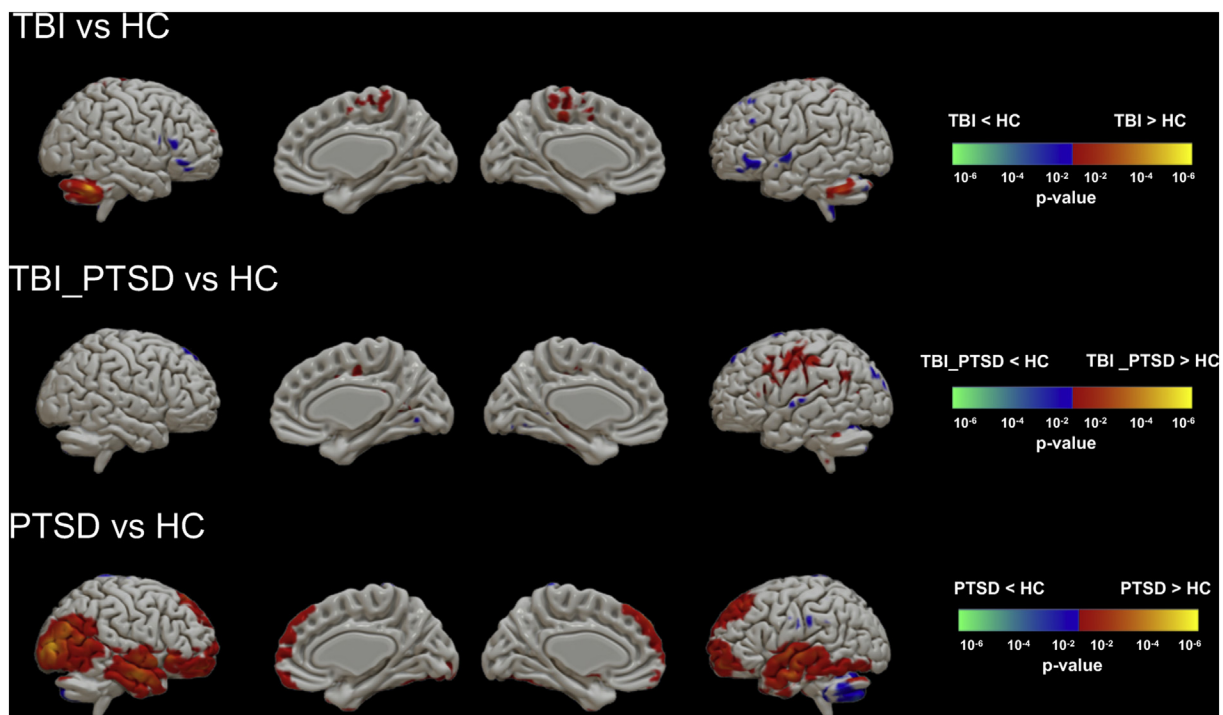 TBI vs HC
TBI < HC TBI > HC
10-6 10-4 10-2 10-2 10-4 10-6
p-value
TBI_PTSD vs HC
TBI_PTSD < HC TBI _PTSD > HC
10-6 10-4 10-2 10-2 10-4 10-6
p-value
PTSD vs HC
PTSD < HC PTSD > HC
10-6 10-4 10-2 10-2 10-4 10-6
p-value